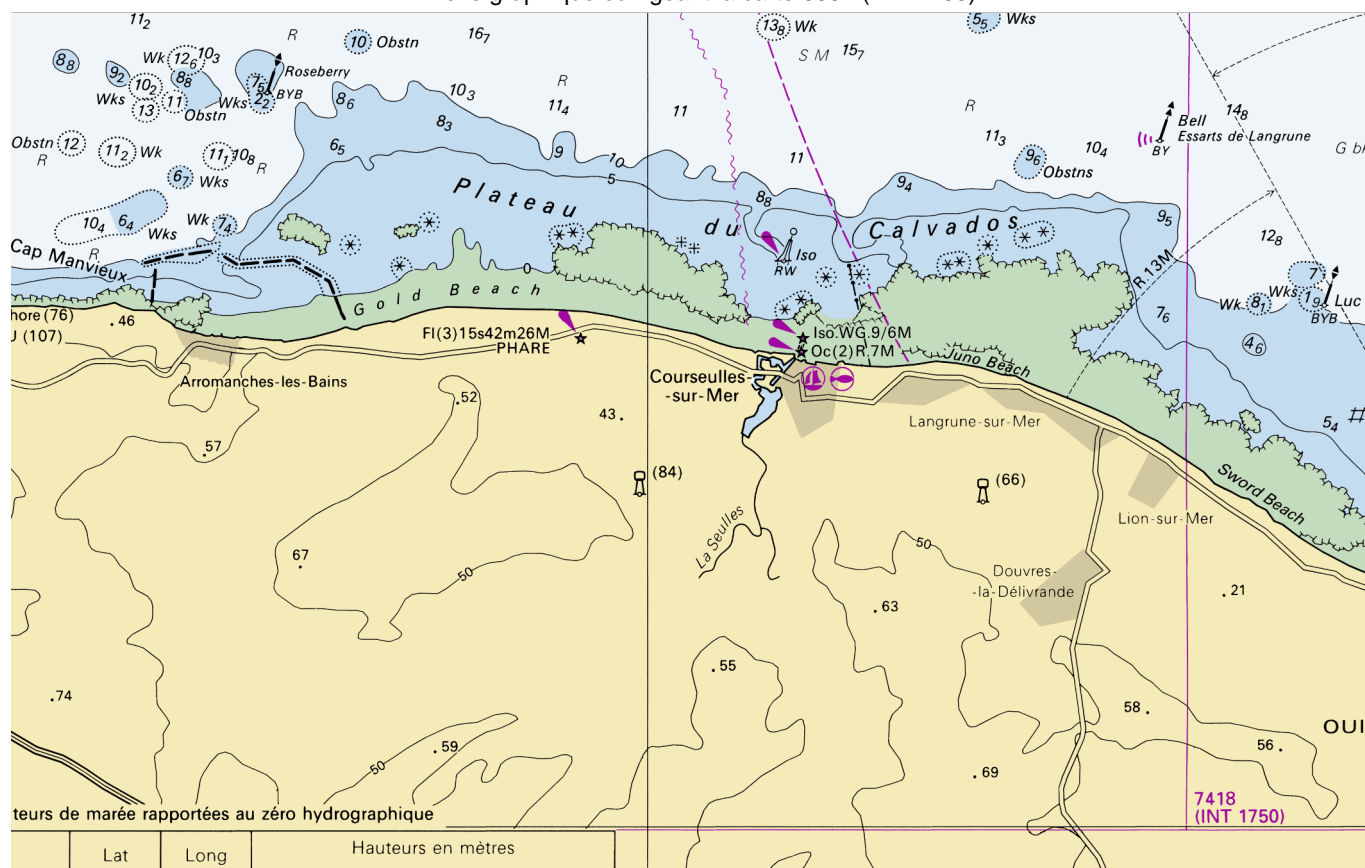 11₂
R
10 Obstn
16₇
13₈ Wk
S M
15₇
5₅ Wks
8₈
9₂
Wk 12₆ 10₃
8₈
Roseberry
7₅
BYB
R
10₂
Wks
13
11
Obstn
Wks
2₂
8₆
10₃
11₄
11
R
14₈
Bell
Essarts de Langrune
BY
G
Obstn 12
R
11₂ Wk
11₁
10₈
R
6₅
8₃
9
10
5
11
11₃
9₆
Obstns
10₄
6₇
Wks
Plateau du Calvados
8₈
9₄
9₅
10₄
6₄
Wks
Wk 7₄
12₈
R
Cap Manvieux
Iso
RW
R 13M
7
Wks
1₉
Luc
BYB
Wk 8₁
0
Gold Beach
7₆
4₆
hore (76)
J (107)
46
Fl(3)15s42m26M
PHARE
Iso.WG.9/6M
Oc(2)R.7M
Juno Beach
Arromanches-les-Bains
Courseulles-
-sur-Mer
52
43
57
Langrune-sur-Mer
5₄
(84)
(66)
Sword Beach
Lion-sur-Mer
La Seulles
50
67
50
Douvres-
-la-Délivrande
63
21
55
74
58
59
50
56
OUI
69
7418
(INT 1750)
teurs de marée rapportées au zéro hydrographique
Lat
Long
Hauteurs en mètres